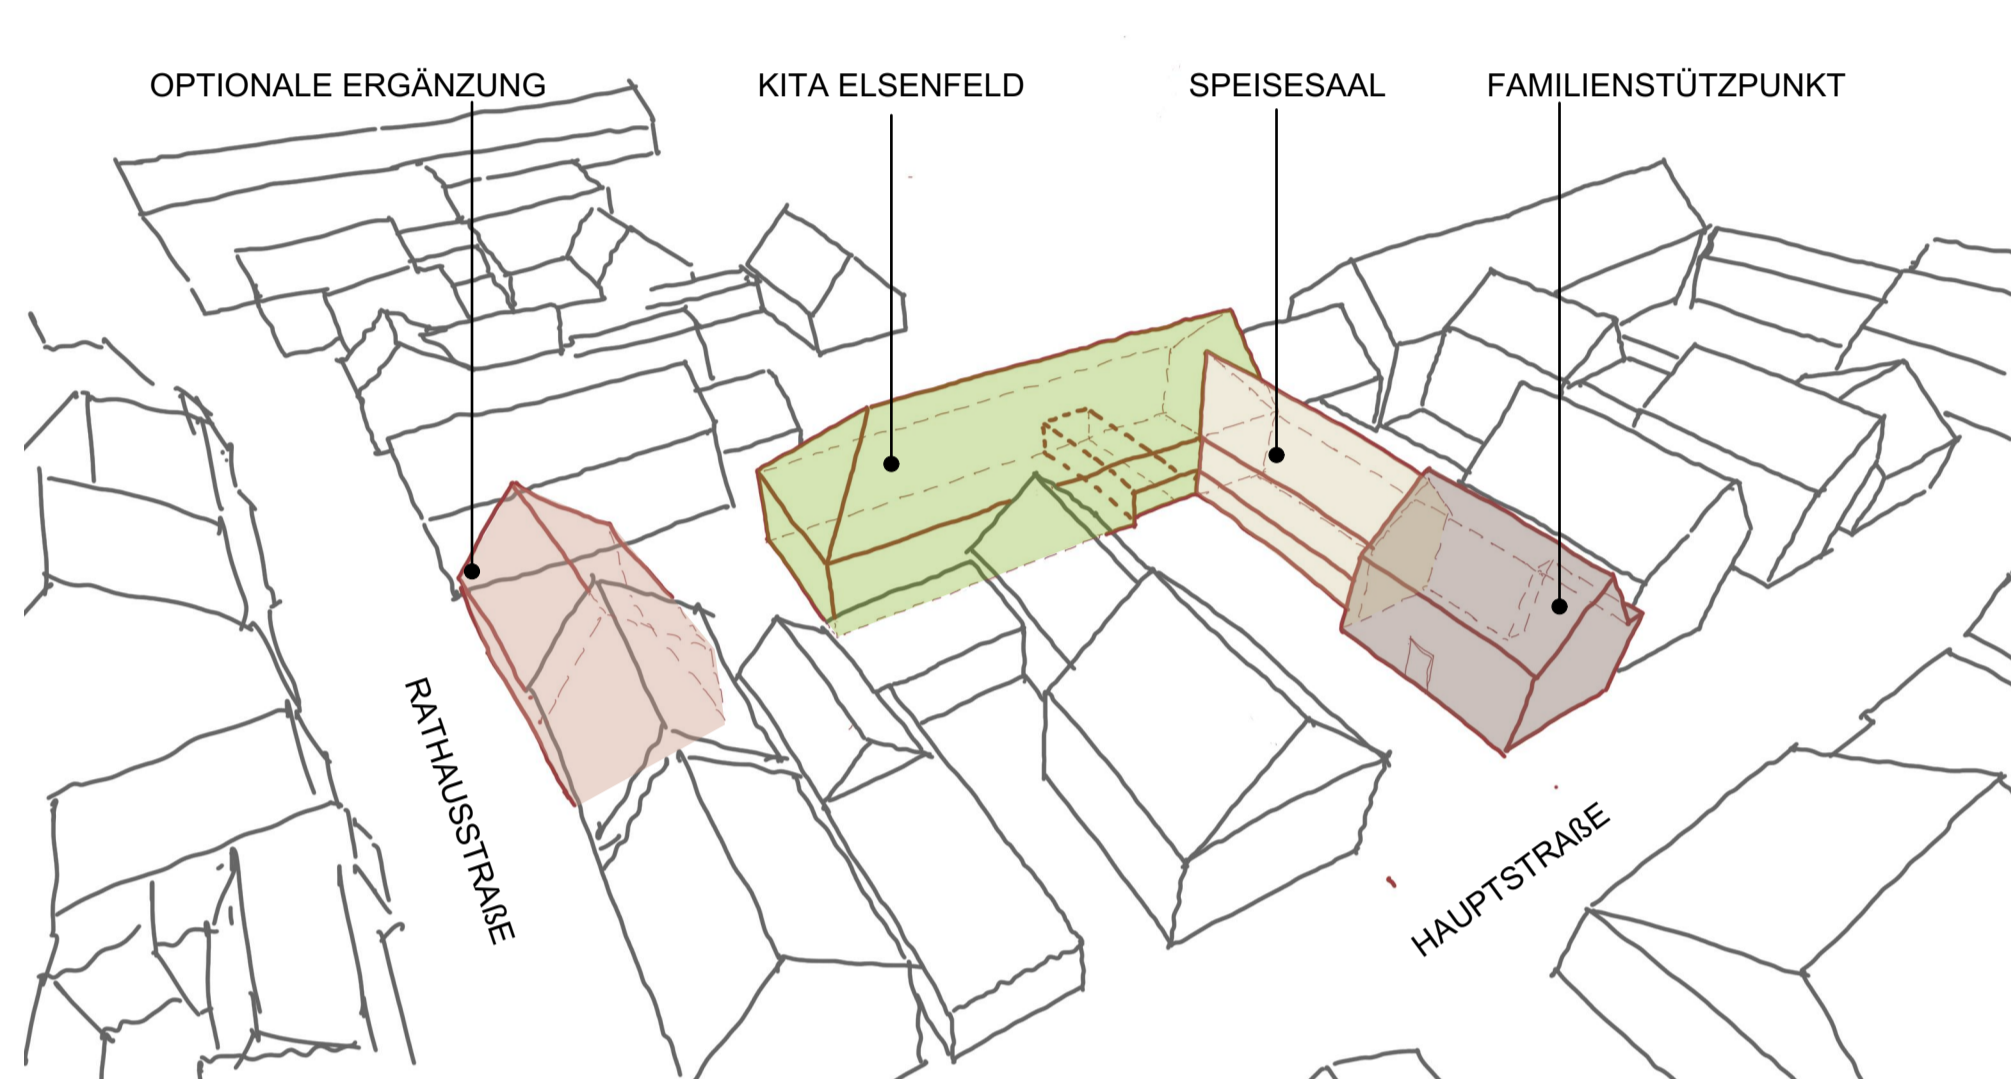 OPTIONALE ERGÄNZUNG
KITA ELSENFELD
SPEISESAAL
FAMILIENSTÜTZPUNKT
RATHAUSSTRAßE
HAUPTSTRAßE